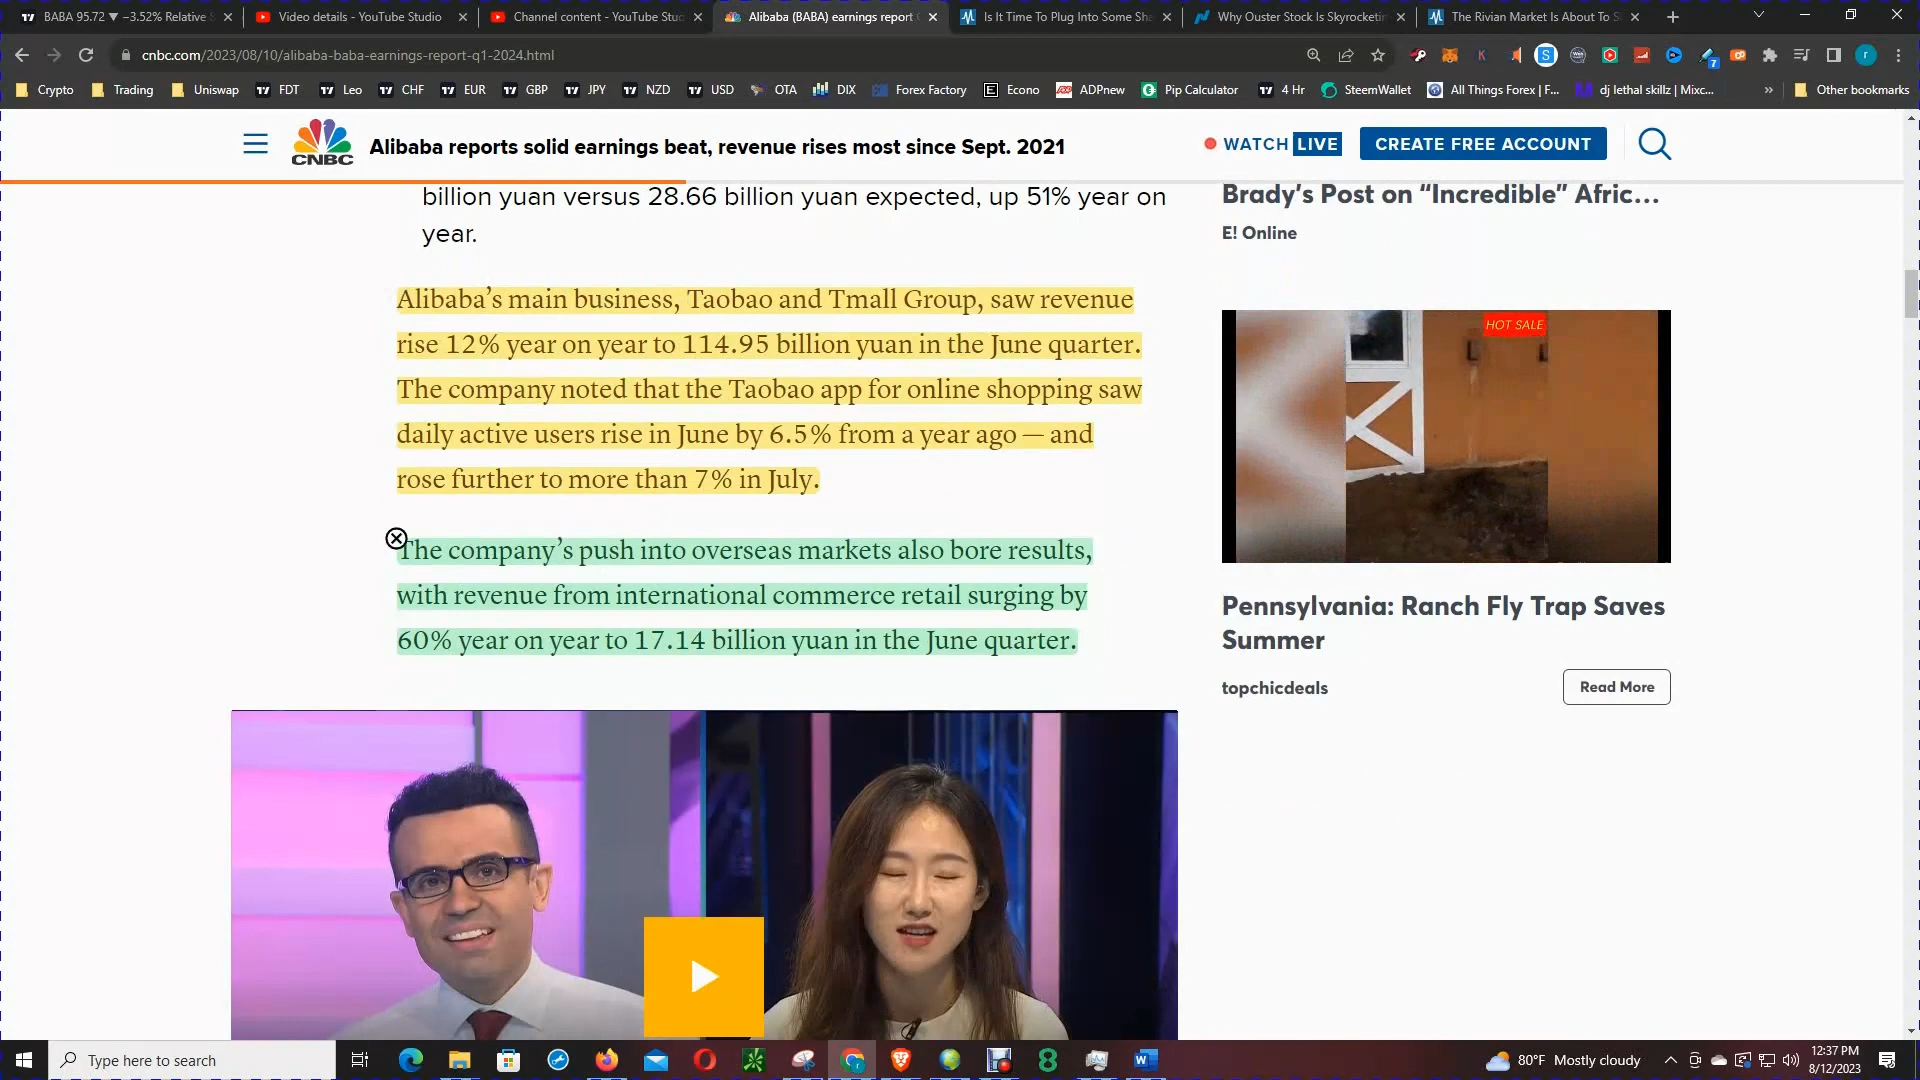 BABA 95.72 ▼ −3.52% Relative S
Video details - YouTube Studio
Channel content - YouTube Stud
Alibaba (BABA) earnings report Q
Is It Time To Plug Into Some Sha
Why Ouster Stock Is Skyrocketin
The Rivian Market Is About To S
cnbc.com/2023/08/10/alibaba-baba-earnings-report-q1-2024.html
Crypto
Trading
Uniswap
FDT
Leo
CHF
EUR
GBP
JPY
NZD
USD
OTA
DIX
Forex Factory
Econo
ADPnew
Pip Calculator
4 Hr
SteemWallet
All Things Forex | F...
dj lethal skillz | Mixc...
»
Other bookmarks
CNBC
Alibaba reports solid earnings beat, revenue rises most since Sept. 2021
WATCH LIVE
CREATE FREE ACCOUNT
billion yuan versus 28.66 billion yuan expected, up 51% year on
year.
Alibaba’s main business, Taobao and Tmall Group, saw revenue
rise 12% year on year to 114.95 billion yuan in the June quarter.
The company noted that the Taobao app for online shopping saw
daily active users rise in June by 6.5% from a year ago — and
rose further to more than 7% in July.
The company’s push into overseas markets also bore results,
with revenue from international commerce retail surging by
60% year on year to 17.14 billion yuan in the June quarter.
Brady’s Post on “Incredible” Afric...
E! Online
HOT SALE
Pennsylvania: Ranch Fly Trap Saves
Summer
topchicdeals
Read More
Type here to search
80°F Mostly cloudy
12:37 PM
8/12/2023